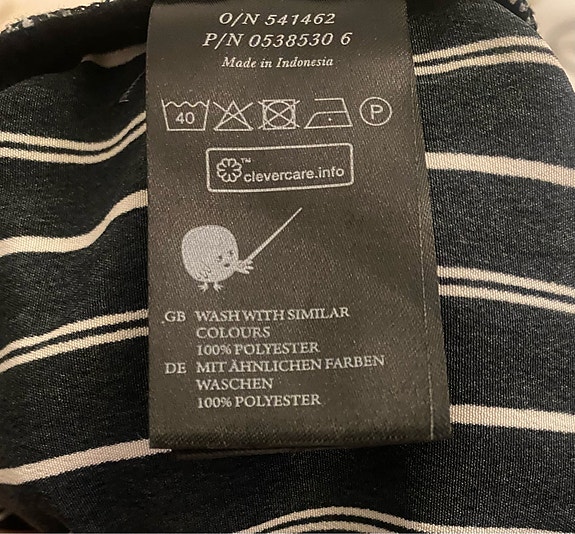 O/N 541462
P/N 0538530 6
Made in Indonesia
40 P
™
clevercare.info
GB WASH WITH SIMILAR
COLOURS
100% POLYESTER
DE MIT ÄHNLICHEN FARBEN
WASCHEN
100% POLYESTER